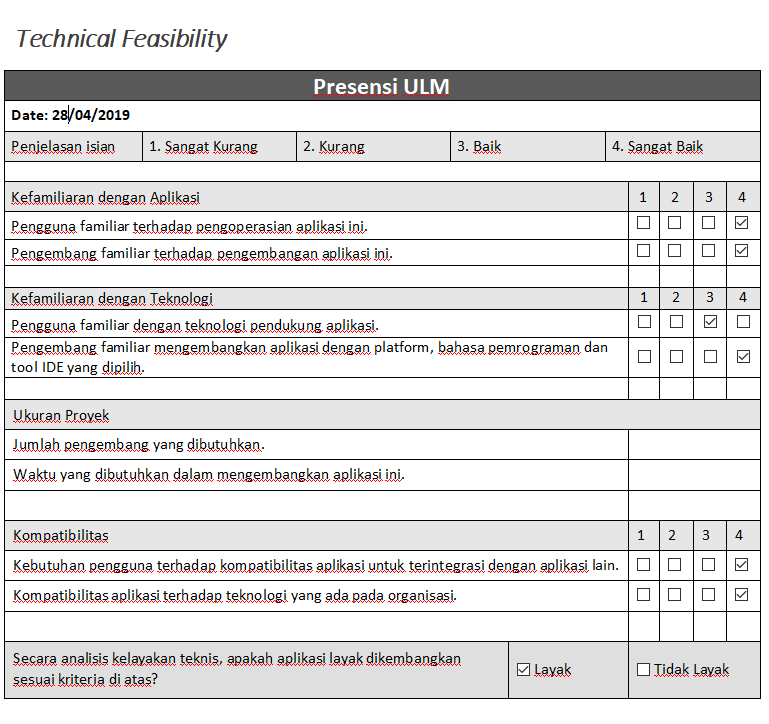 Technical Feasibility
Presensi ULM
Date: 28/04/2019
Penjelasan isian 1. Sangat Kurang 2. Kurang 3. Baik 4. Sangat Baik
Kefamiliaran dengan Aplikasi 1 2 3 4
Pengguna familiar terhadap pengoperasian aplikasi ini.
Pengembang familiar terhadap pengembangan aplikasi ini.
Kefamiliaran dengan Teknologi 1 2 3 4
Pengguna familiar dengan teknologi pendukung aplikasi.
Pengembang familiar mengembangkan aplikasi dengan platform, bahasa pemrograman dan
tool IDE yang dipilih.
Ukuran Proyek
Jumlah pengembang yang dibutuhkan.
Waktu yang dibutuhkan dalam mengembangkan aplikasi ini.
Kompatibilitas 1 2 3 4
Kebutuhan pengguna terhadap kompatibilitas aplikasi untuk terintegrasi dengan aplikasi lain.
Kompatibilitas aplikasi terhadap teknologi yang ada pada organisasi.
Secara analisis kelayakan teknis, apakah aplikasi layak dikembangkan
sesuai kriteria di atas?
Layak
Tidak Layak